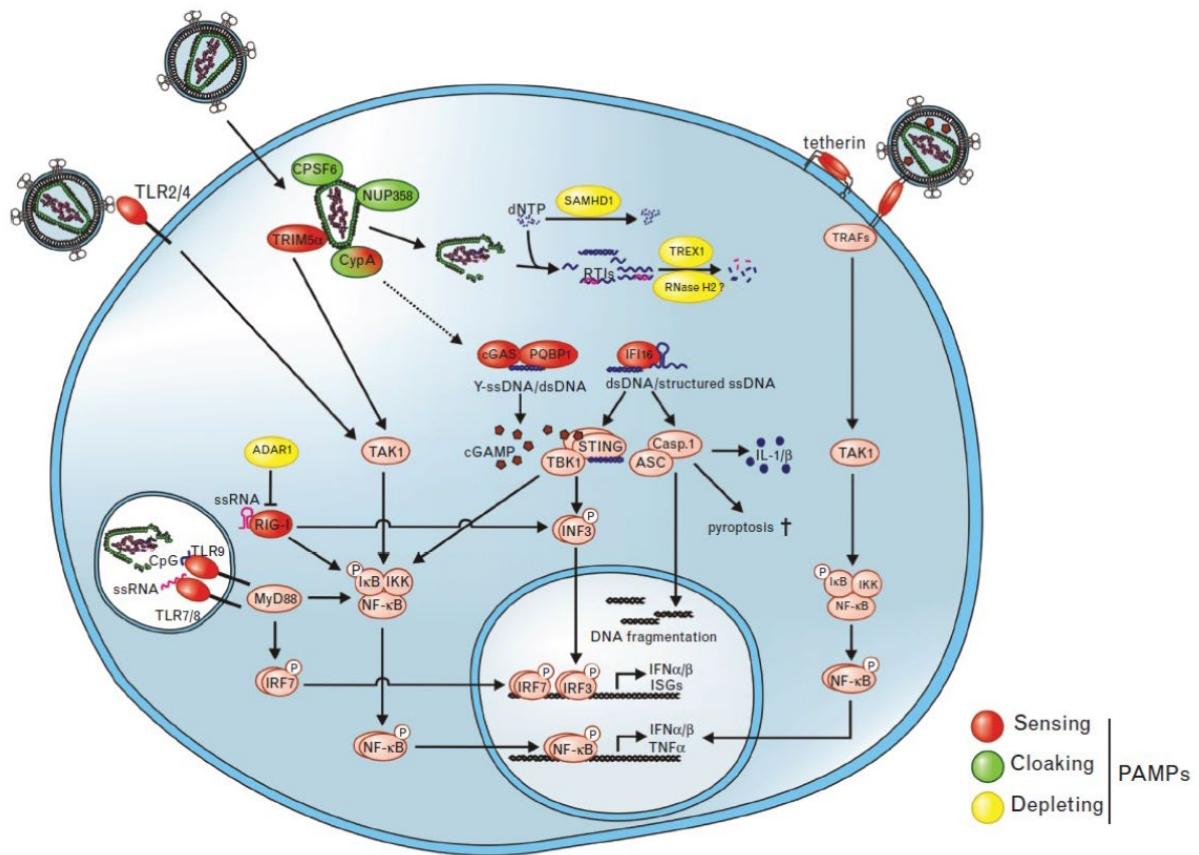 tetherin
TLR2/4
CPSF6
NUP358
TRIM5α
CypA
dNTP
SAMHD1
TREX1
RTIs
RNase H2 ?
TRAFs
cGAS
PQBP1
IFI16
Y-ssDNA/dsDNA
dsDNA/structured ssDNA
cGAMP
STING
TBK1
Casp.1
ASC
IL-1/β
pyroptosis †
TAK1
TAK1
ADAR1
ssRNA
RIG-I
P
INF3
CpG
TLR9
ssRNA
TLR7/8
MyD88
P
IκB
IKK
NF-κB
P
IκB
IKK
NF-κB
DNA fragmentation
P
IRF7
P
IRF7
P
IRF3
IFNα/β
ISGs
P
NF-κB
P
NF-κB
P
NF-κB
IFNα/β
TNFα
Sensing
Cloaking
Depleting
PAMPs